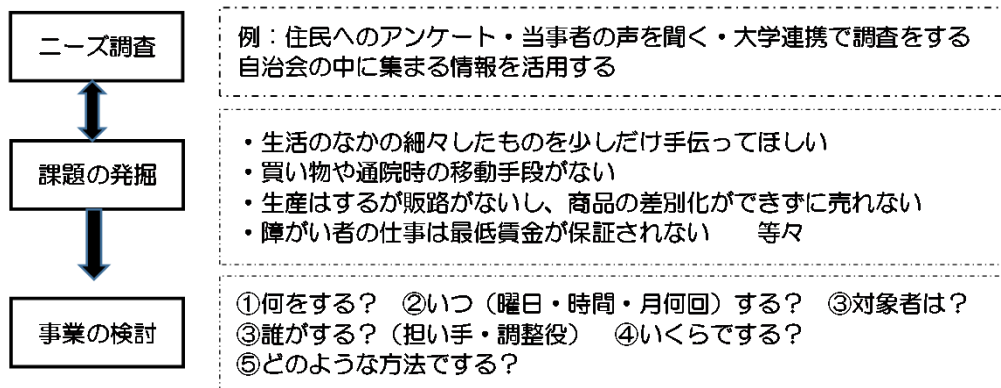 ニーズ調査
例：住民へのアンケート・当事者の声を聞く・大学連携で調査をする
自治会の中に集まる情報を活用する
課題の発掘
・生活のなかの細々したものを少しだけ手伝ってほしい
・買い物や通院時の移動手段がない
・生産はするが販路がないし、商品の差別化ができずに売れない
・障がい者の仕事は最低賃金が保証されない　　等々
事業の検討
①何をする？　②いつ（曜日・時間・月何回）する？　③対象者は？
③誰がする？（担い手・調整役）　④いくらでする？
⑤どのような方法でする？